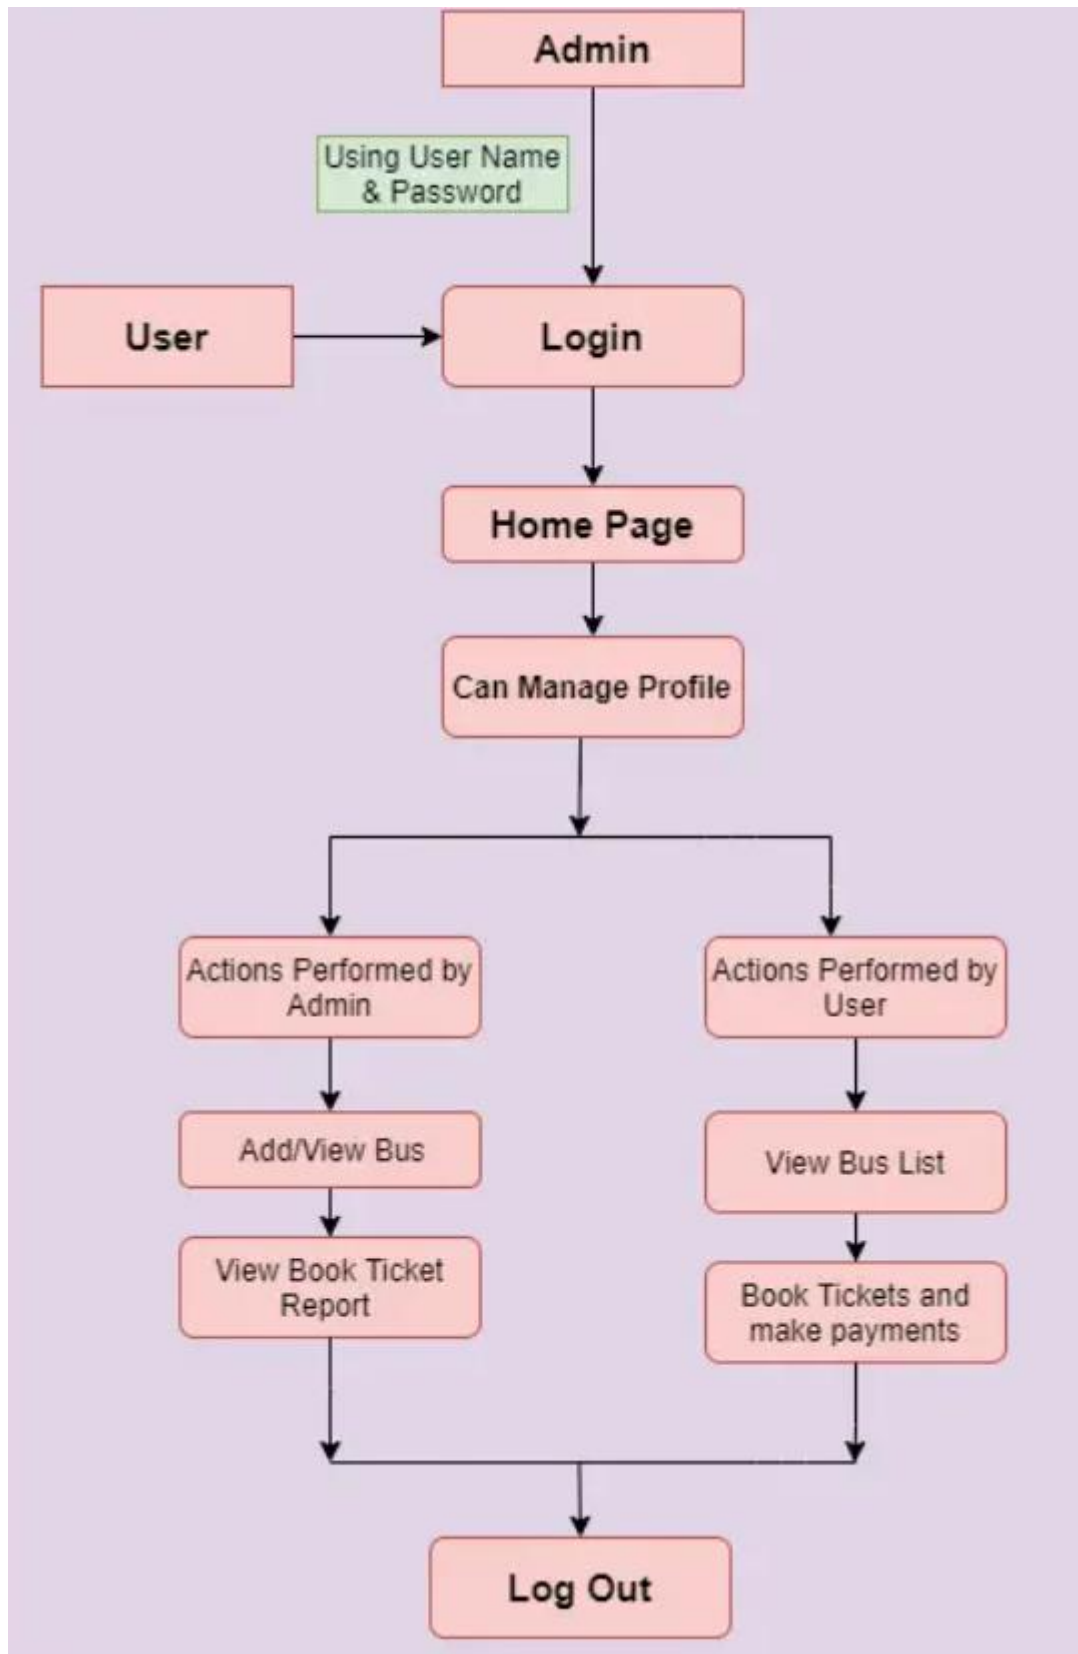 Admin
Using User Name
& Password
User
Login
Home Page
Can Manage Profile
Actions Performed by
Admin
Actions Performed by
User
Add/View Bus
View Bus List
View Book Ticket
Report
Book Tickets and
make payments
Log Out